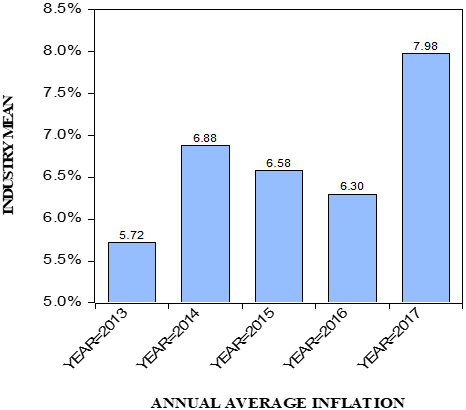 8.5%
8.0%
7.5%
7.0%
6.5%
6.0%
5.5%
5.0%
INDUSTRY MEAN
5.72
6.88
6.58
6.30
7.98
YEAR=2013
YEAR=2014
YEAR=2015
YEAR=2016
YEAR=2017
ANNUAL AVERAGE INFLATION